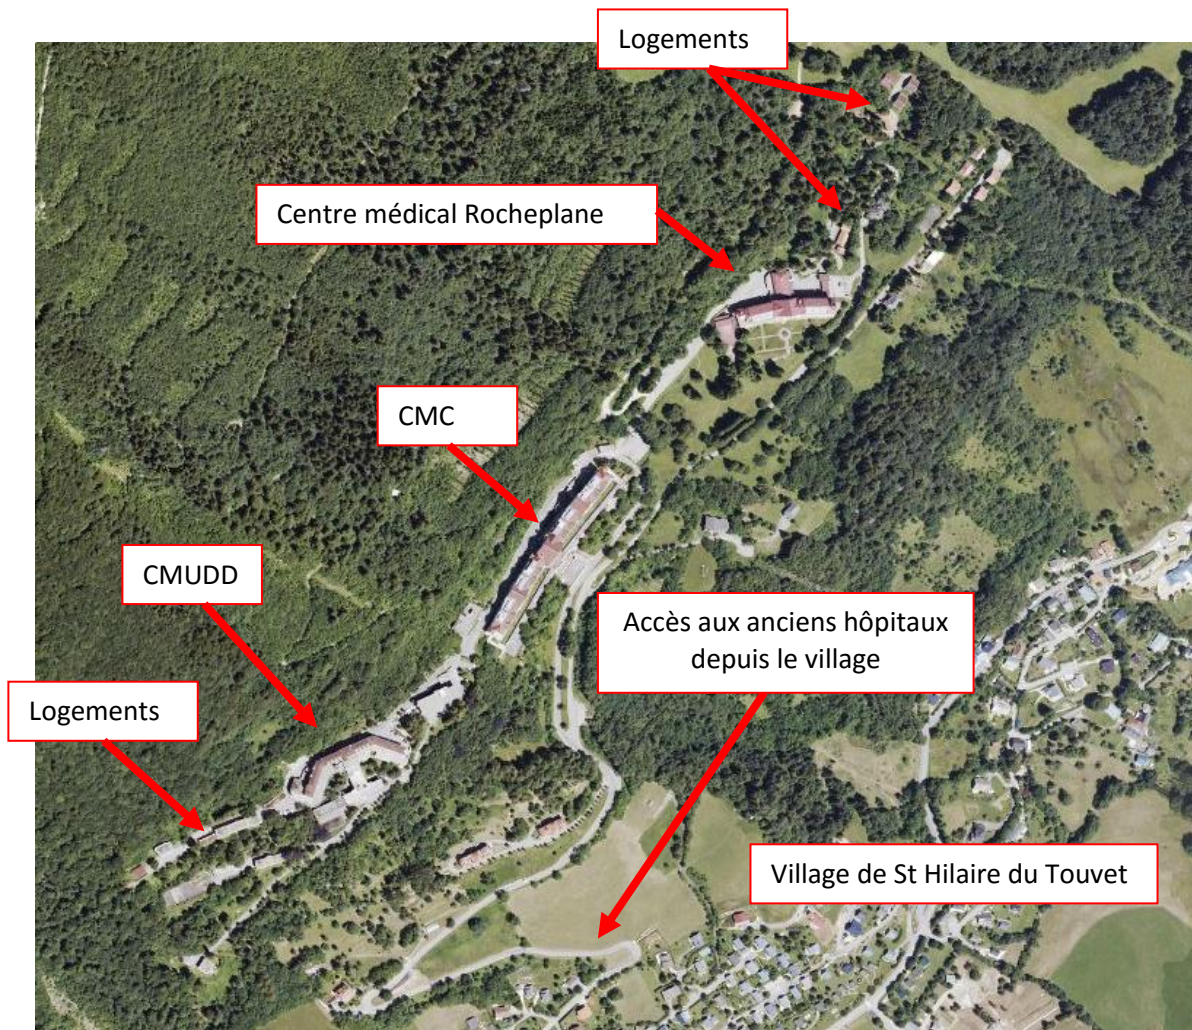 Logements
Centre médical Rocheplane
CMC
CMUDD
Accès aux anciens hôpitaux
depuis le village
Logements
Village de St Hilaire du Touvet